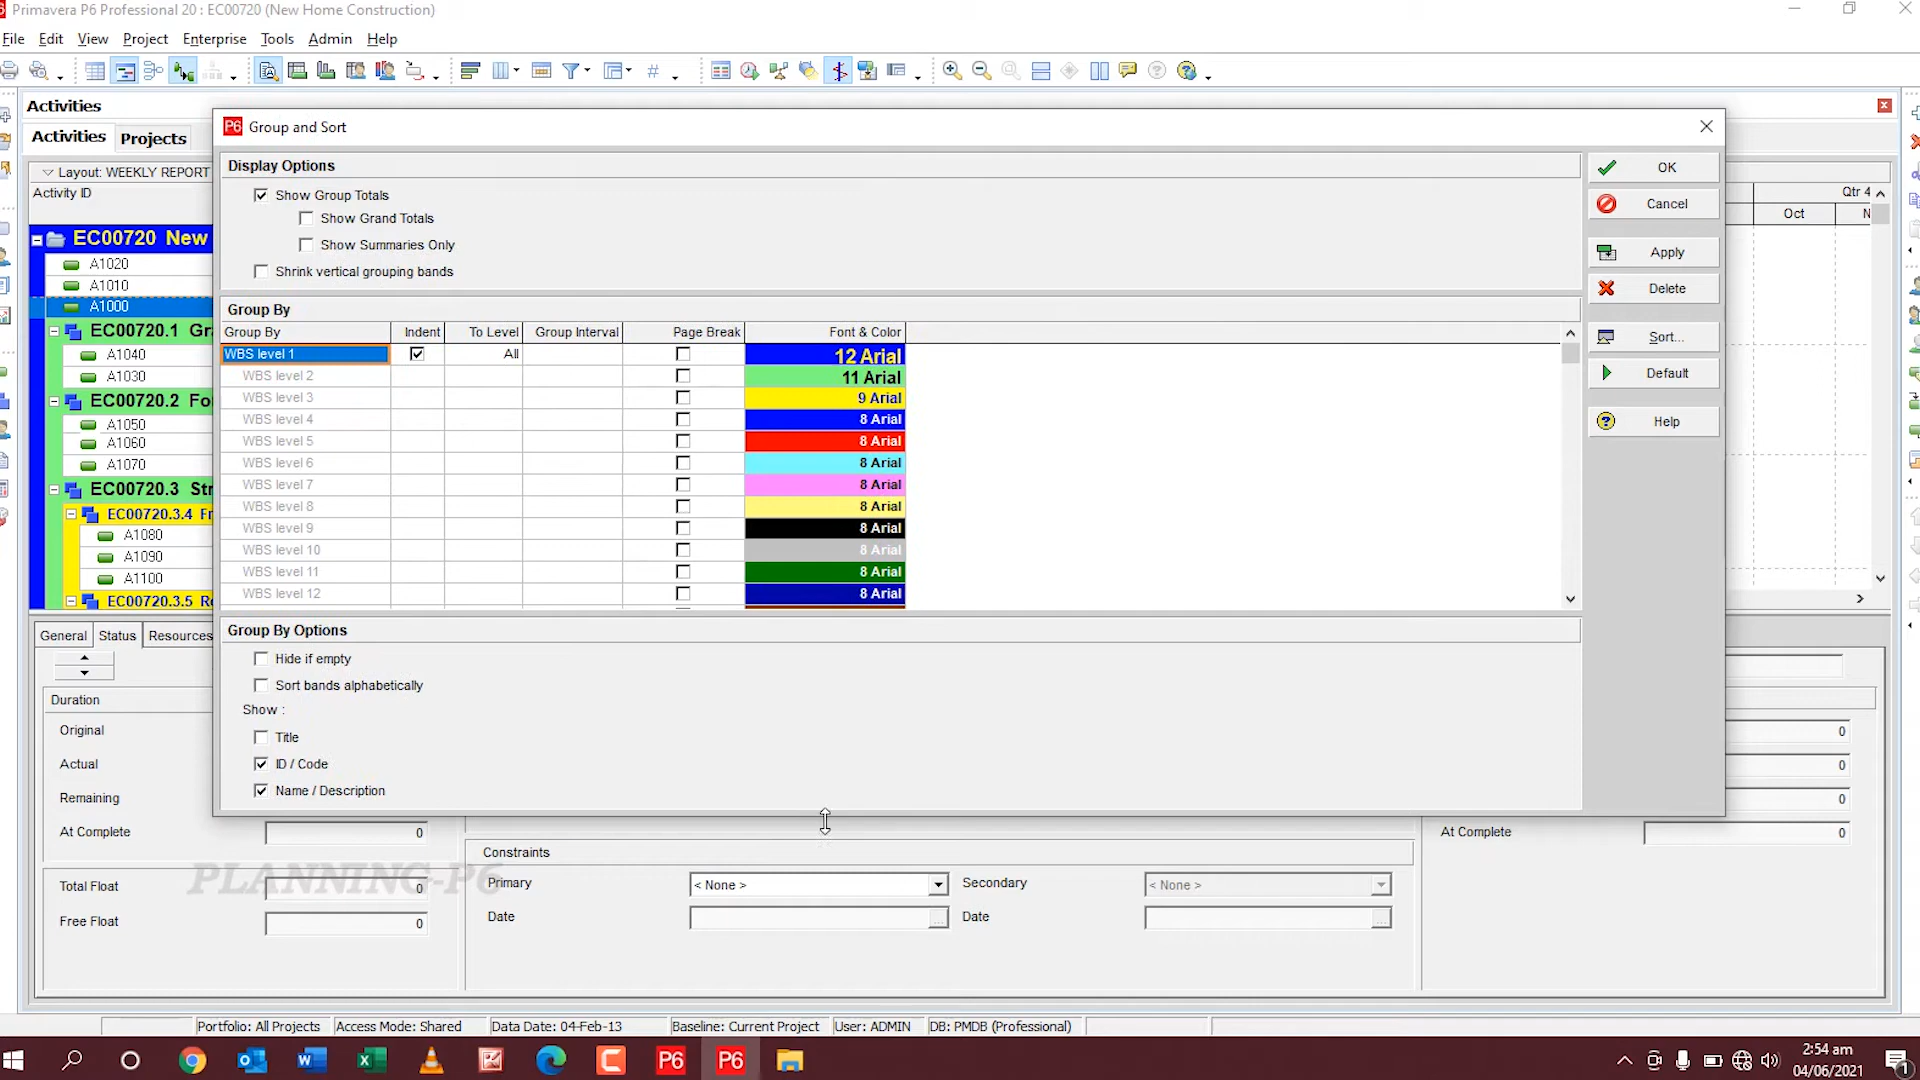 Primavera P6 Professional 20 : EC00720 (New Home Construction)
File Edit View Project Enterprise Tools Admin Help
Activities
Activities Projects
Layout: WEEKLY REPORT
Activity ID
Qtr 4
Oct N
EC00720 New
A1020
A1010
A1000
EC00720.1 Gra
A1040
A1030
EC00720.2 Fo
A1050
A1060
A1070
EC00720.3 Str
EC00720.3.4 Fr
A1080
A1090
A1100
EC00720.3.5 Ro
P6 Group and Sort
Display Options
Show Group Totals
Show Grand Totals
Show Summaries Only
Shrink vertical grouping bands
Group By
Group By Indent To Level Group Interval Page Break Font & Color
WBS level 1 All 12 Arial
WBS level 2 11 Arial
WBS level 3 9 Arial
WBS level 4 8 Arial
WBS level 5 8 Arial
WBS level 6 8 Arial
WBS level 7 8 Arial
WBS level 8 8 Arial
WBS level 9 8 Arial
WBS level 10 8 Arial
WBS level 11 8 Arial
WBS level 12 8 Arial
Group By Options
Hide if empty
Sort bands alphabetically
Show :
Title
ID / Code
Name / Description
OK
Cancel
Apply
Delete
Sort...
Default
Help
General Status Resources
Duration
Original 0
Actual 0
Remaining 0
At Complete 0
At Complete 0
Total Float 0
Free Float 0
PLANNING-P6
Constraints
Primary < None > Secondary < None >
Date Date
Portfolio: All Projects Access Mode: Shared Data Date: 04-Feb-13 Baseline: Current Project User: ADMIN DB: PMDB (Professional)
P6 P6
2:54 am
04/06/2021
1